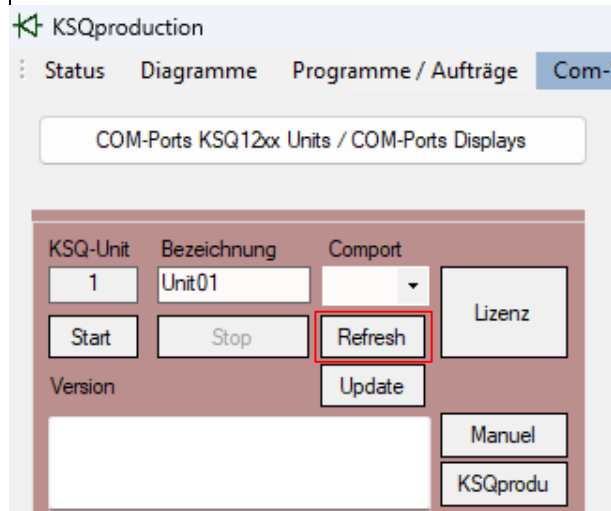 KSQproduction
Status Diagramme Programme / Aufträge Com-
COM-Ports KSQ12xx Units / COM-Ports Displays
KSQ-Unit Bezeichnung Comport
1 Unit01
Lizenz
Start Stop Refresh
Version Update
Manuel
KSQprodu